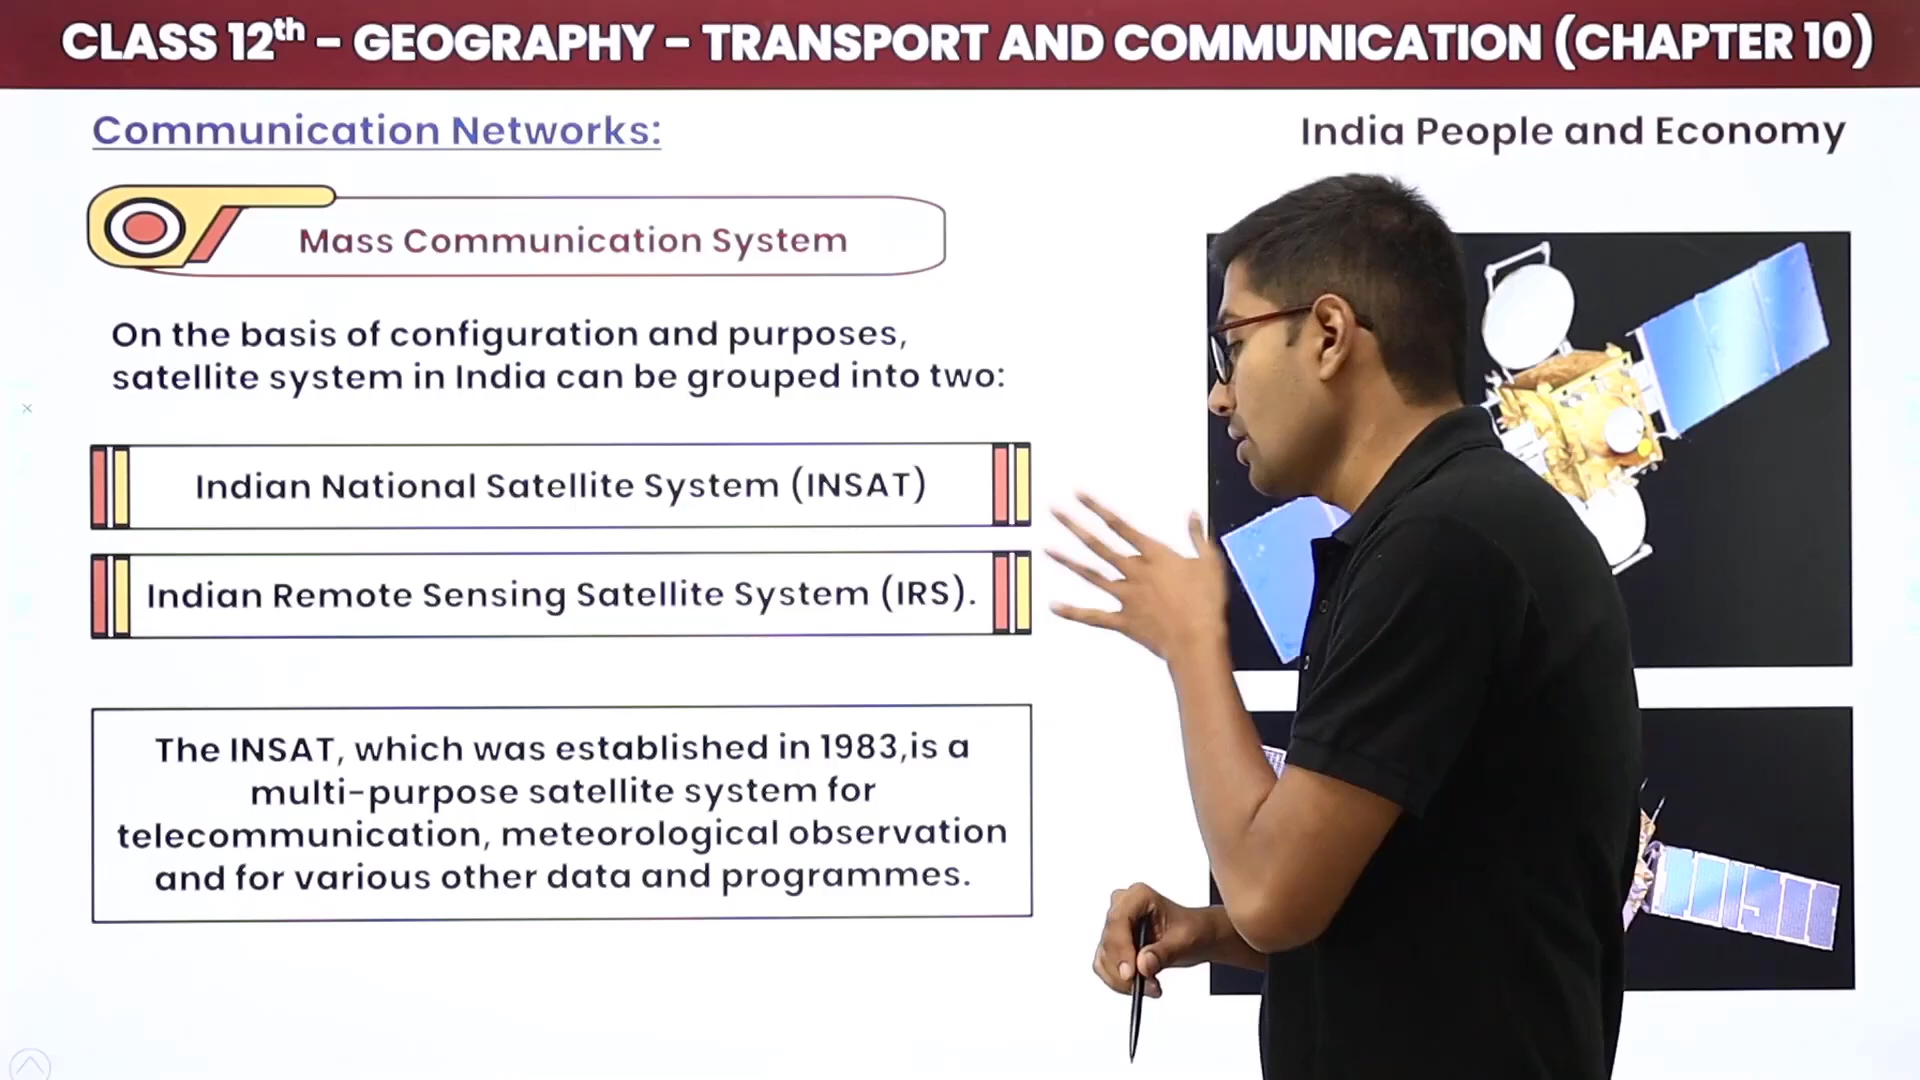 CLASS 12th - GEOGRAPHY - TRANSPORT AND COMMUNICATION (CHAPTER 10)
Communication Networks:
India People and Economy
Mass Communication System
On the basis of configuration and purposes,
satellite system in India can be grouped into two:
Indian National Satellite System (INSAT)
Indian Remote Sensing Satellite System (IRS).
The INSAT, which was established in 1983,is a
multi-purpose satellite system for
telecommunication, meteorological observation
and for various other data and programmes.